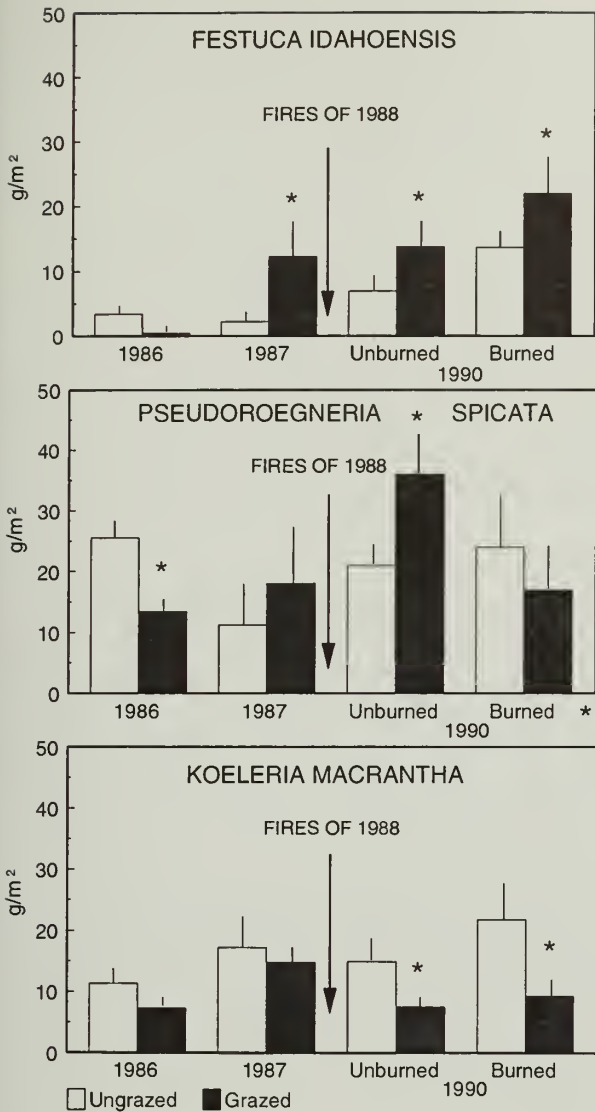 50
FESTUCA IDAHOENSIS
40
FIRES OF 1988
30
g/m²
20
10
0
* * *
1986 1987 Unburned Burned
1990
50
PSEUDOROEGNERIA SPICATA
40
FIRES OF 1988
30
g/m²
20
10
0
* *
1986 1987 Unburned Burned *
1990
50
KOELERIA MACRANTHA
40
FIRES OF 1988
30
g/m²
20
10
0
* *
1986 1987 Unburned Burned
1990
Ungrazed Grazed